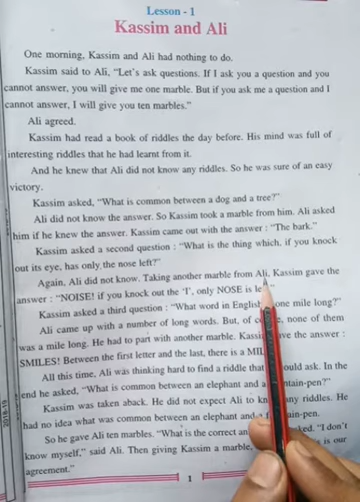 Lesson - 1
Kassim and Ali
One morning, Kassim and Ali had nothing to do.
Kassim said to Ali, "Let's ask questions. If I ask you a question and you
cannot answer, you will give me one marble. But if you ask me a question and I
cannot answer, I will give you ten marbles."
Ali agreed.
Kassim had read a book of riddles the day before. His mind was full of
interesting riddles that he had learnt from it.
And he knew that Ali did not know any riddles. So he was sure of an easy
victory.
Kassim asked, "What is common between a dog and a tree?"
Ali did not know the answer. So Kassim took a marble from him. Ali asked
him if he knew the answer. Kassim came out with the answer : "The bark."
Kassim asked a second question : "What is the thing which, if you knock
out its eye, has only the nose left?"
Again, Ali did not know. Taking another marble from Ali, Kassim gave the
answer : "NOISE! if you knock out the 'I', only NOSE is
Kassim asked a third question : "What word in English one mile long?"
Ali came up with a number of long words. But, of none of them
was a mile long. He had to part with another marble. the answer :
SMILES! Between the first letter and the last, there is a
All this time, Ali was thinking hard to find a riddle that In the
end he asked, "What is common between an elephant and a
Kassim was taken aback. He did not expect Ali to any riddles. He
had no idea what was common between an elephant and
So he gave Ali ten marbles. "What is the correct "I don't
know myself," said Ali. Then giving Kassim a marble, is our
agreement."
1
2018-19